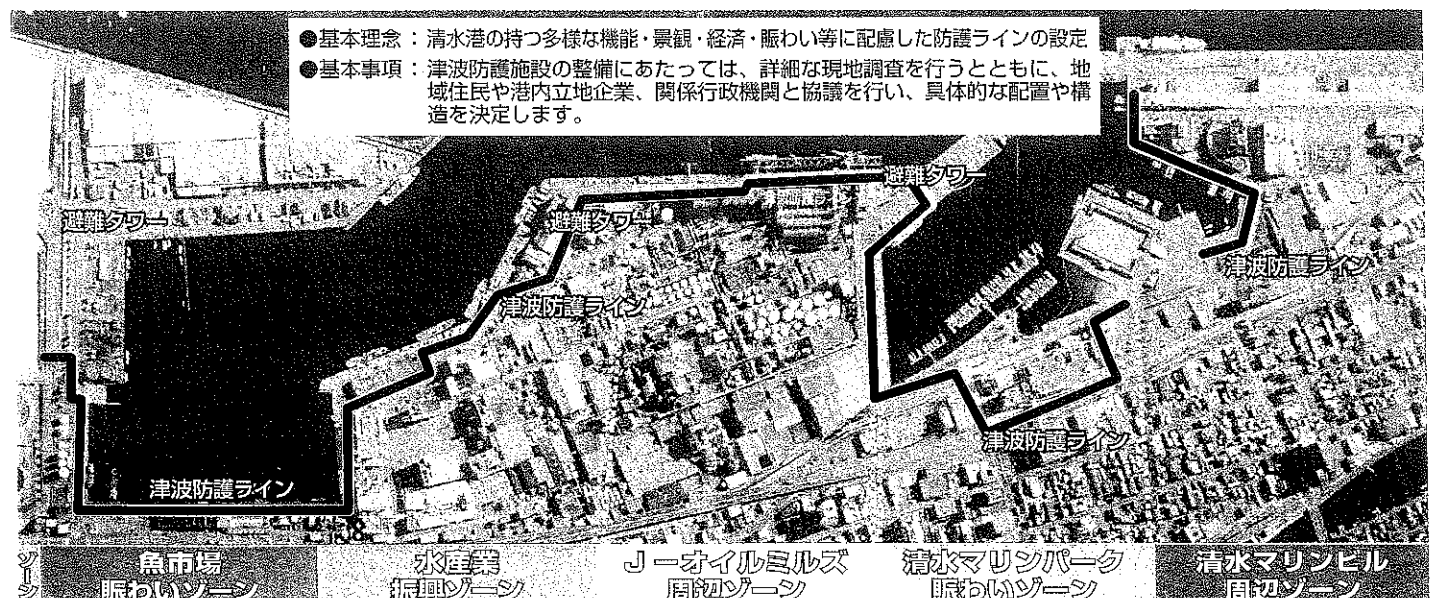 ●基本理念：清水港の持つ多様な機能・景観・経済・賑わい等に配慮した防護ラインの設定
●基本事項：津波防護施設の整備にあたっては、詳細な現地調査を行うとともに、地
域住民や港内立地企業、関係行政機関と協議を行い、具体的な配置や構
造を決定します。
避難タワー
避難タワー
避難タワー
津波防護ライン
津波防護ライン
津波防護ライン
津波防護ライン
ゾーン
魚市場
賑わいゾーン
水産業
振興ゾーン
J－オイルミルズ
周辺ゾーン
清水マリンパーク
賑わいゾーン
清水マリンビル
周辺ゾーン